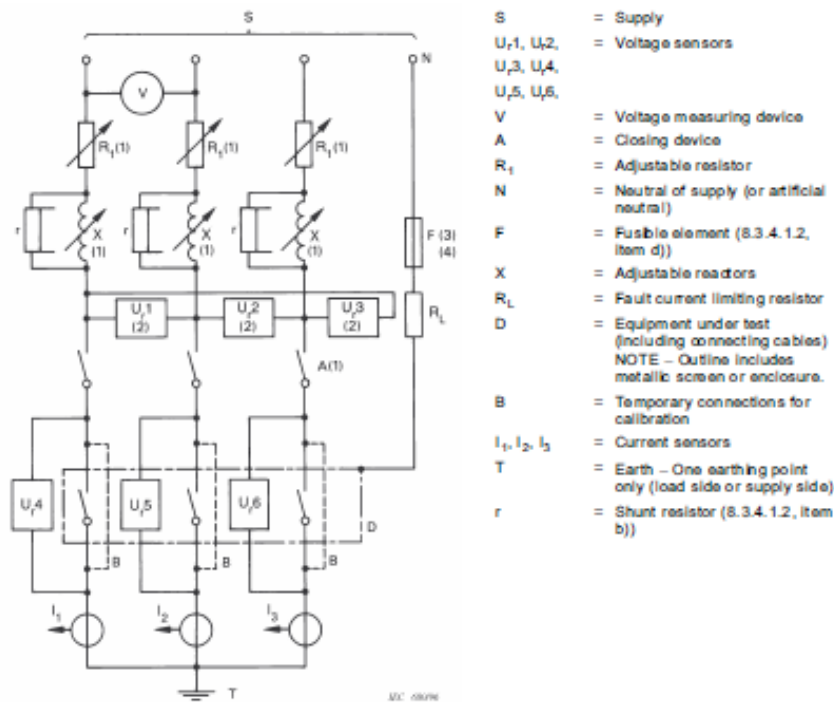 S
N
V
R₁(1)
R₁(1)
R₁(1)
r
X
(1)
r
X
(1)
r
X
(1)
F (3)
(4)
Uᵣ1
(2)
Uᵣ2
(2)
Uᵣ3
(2)
R_L
A(1)
Uᵣ4
Uᵣ5
Uᵣ6
D
B
B
B
I₁
I₂
I₃
T
S = Supply
Uᵣ1, Uᵣ2, = Voltage sensors
Uᵣ3, Uᵣ4,
Uᵣ5, Uᵣ6,
V = Voltage measuring device
A = Closing device
R₁ = Adjustable resistor
N = Neutral of supply (or artificial
neutral)
F = Fusible element (8.3.4.1.2,
item d))
X = Adjustable reactors
R_L = Fault current limiting resistor
D = Equipment under test
(including connecting cables)
NOTE – Outline includes
metallic screen or enclosure.
B = Temporary connections for
calibration
I₁, I₂, I₃ = Current sensors
T = Earth – One earthing point
only (load side or supply side)
r = Shunt resistor (8.3.4.1.2, item
b))
IEC